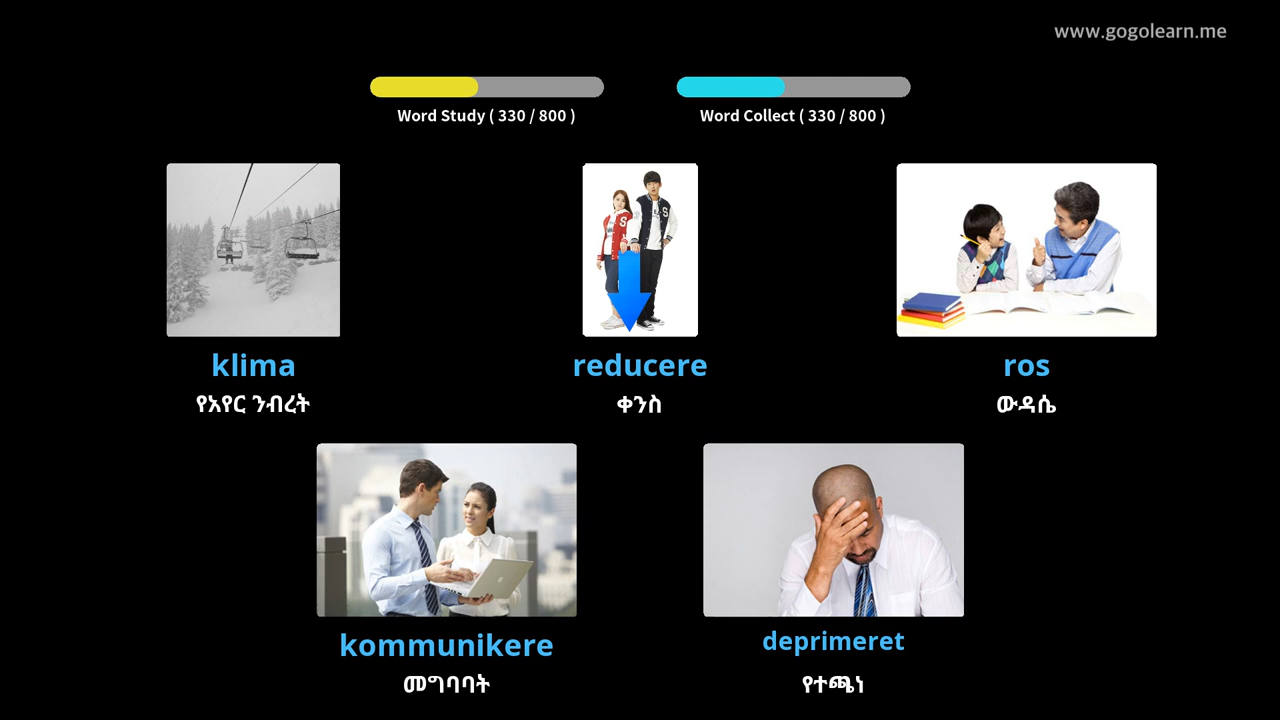 www.gogolearn.me
Word Study ( 330 / 800 )
Word Collect ( 330 / 800 )
klima
የአየር ንብረት
reducere
ቀንስ
ros
ውዳሴ
kommunikere
መግባባት
deprimeret
የተጫነ